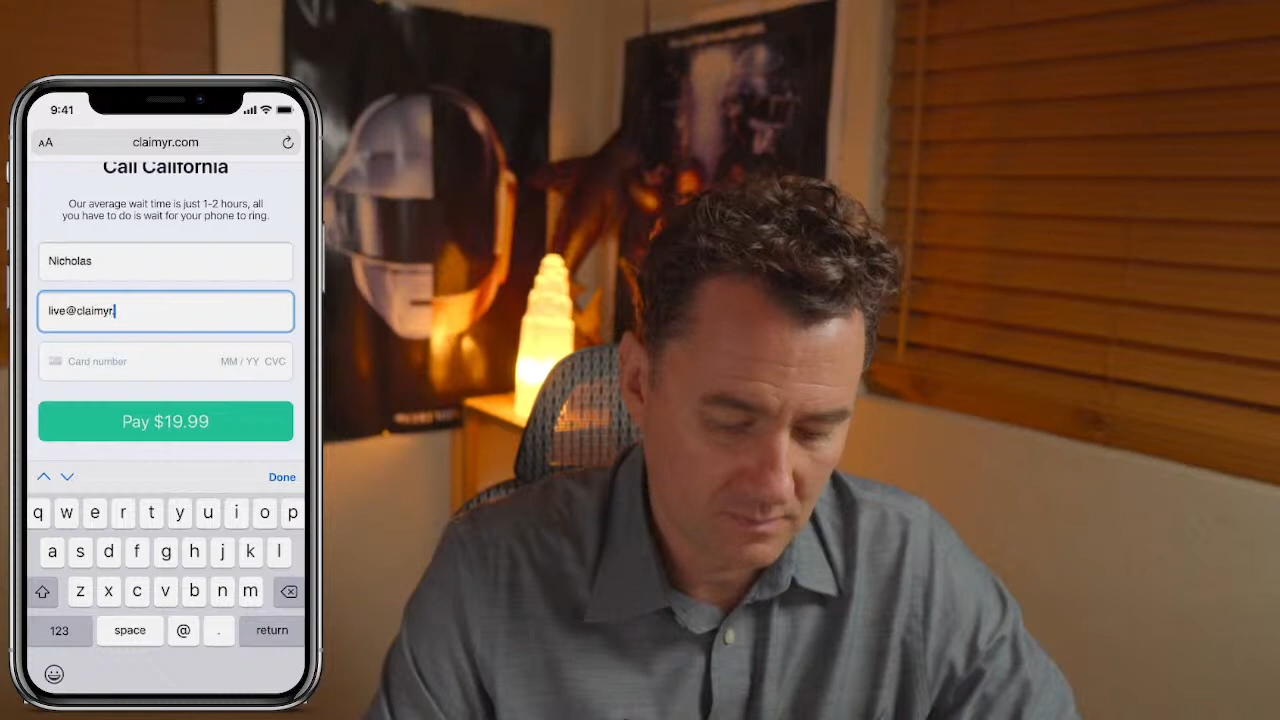 9:41
AA
claimyr.com
Call California
Our average wait time is just 1-2 hours, all
you have to do is wait for your phone to ring.
Nicholas
live@claimyr.
Card number MM / YY CVC
Pay $19.99
Done
q w e r t y u i o p
a s d f g h j k l
z x c v b n m
123 space @ . return